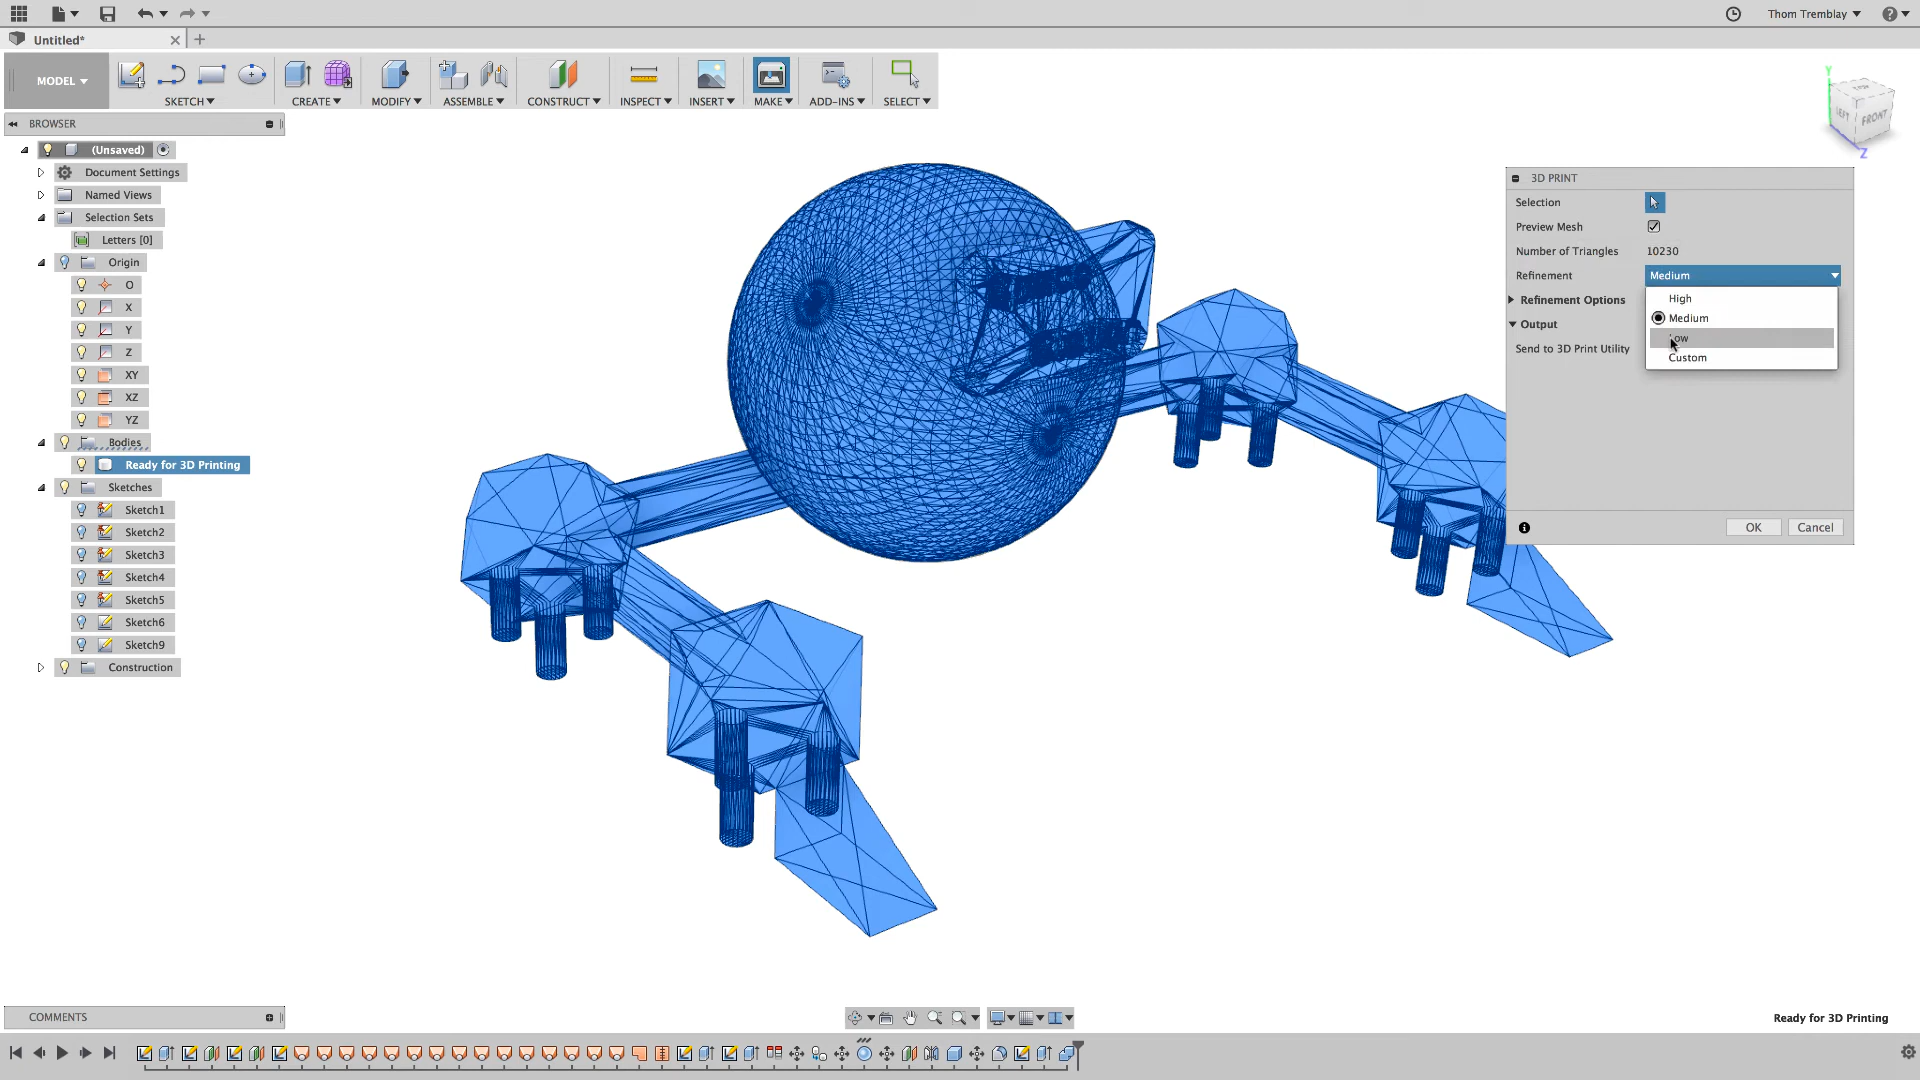 Thom Tremblay
Untitled*
MODEL
SKETCH
CREATE
MODIFY
ASSEMBLE
CONSTRUCT
INSPECT
INSERT
MAKE
ADD-INS
SELECT
Y
TOP
LEFT
FRONT
Z
BROWSER
(Unsaved)
Document Settings
Named Views
Selection Sets
Letters [0]
Origin
O
X
Y
Z
XY
XZ
YZ
Bodies
Ready for 3D Printing
Sketches
Sketch1
Sketch2
Sketch3
Sketch4
Sketch5
Sketch6
Sketch9
Construction
3D PRINT
Selection
Preview Mesh
Number of Triangles 10230
Refinement Medium
High
Medium
Low
Custom
Refinement Options
Output
Send to 3D Print Utility
OK Cancel
COMMENTS
Ready for 3D Printing